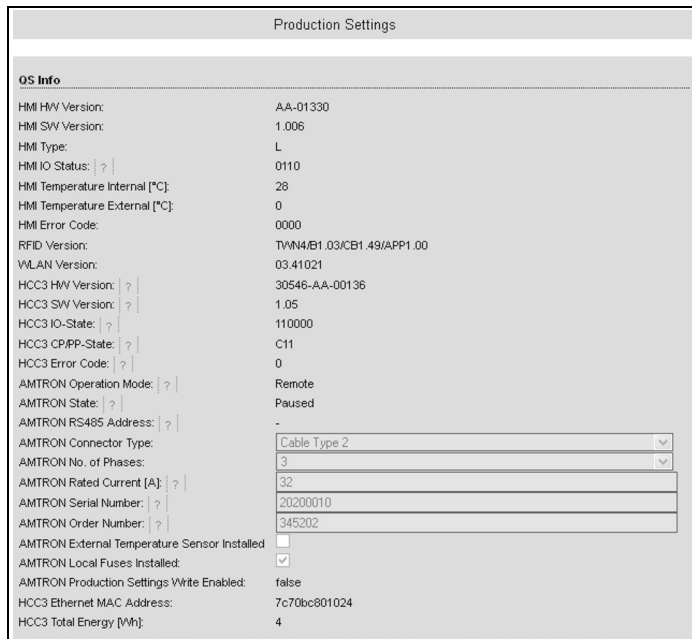 Production Settings
QS Info
HMI HW Version: AA-01330
HMI SW Version: 1.006
HMI Type: L
HMI IO Status: ? 0110
HMI Temperature Internal [°C]: 28
HMI Temperature External [°C]: 0
HMI Error Code: 0000
RFID Version: TWN4/B1.03/CB1.49/APP1.00
WLAN Version: 03.41021
HCC3 HW Version: ? 30546-AA-00136
HCC3 SW Version: ? 1.05
HCC3 IO-State: ? 110000
HCC3 CP/PP-State: ? C11
HCC3 Error Code: ? 0
AMTRON Operation Mode: ? Remote
AMTRON State: ? Paused
AMTRON RS485 Address: ? -
AMTRON Connector Type: Cable Type 2
AMTRON No. of Phases: 3
AMTRON Rated Current [A]: ? 32
AMTRON Serial Number: ? 20200010
AMTRON Order Number: ? 345202
AMTRON External Temperature Sensor Installed
AMTRON Local Fuses Installed:
AMTRON Production Settings Write Enabled: false
HCC3 Ethernet MAC Address: 7c70bc801024
HCC3 Total Energy [Wh]: 4